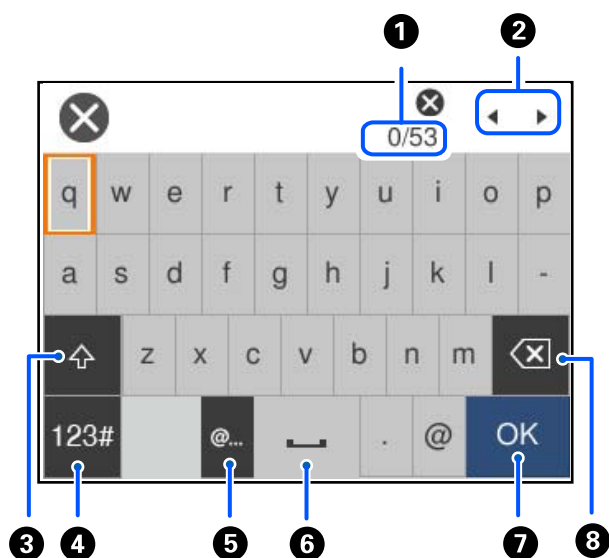 1 2
0/53
q w e r t y u i o p
a s d f g h j k l -
z x c v b n m
123# @... . @ OK
3 4 5 6 7 8